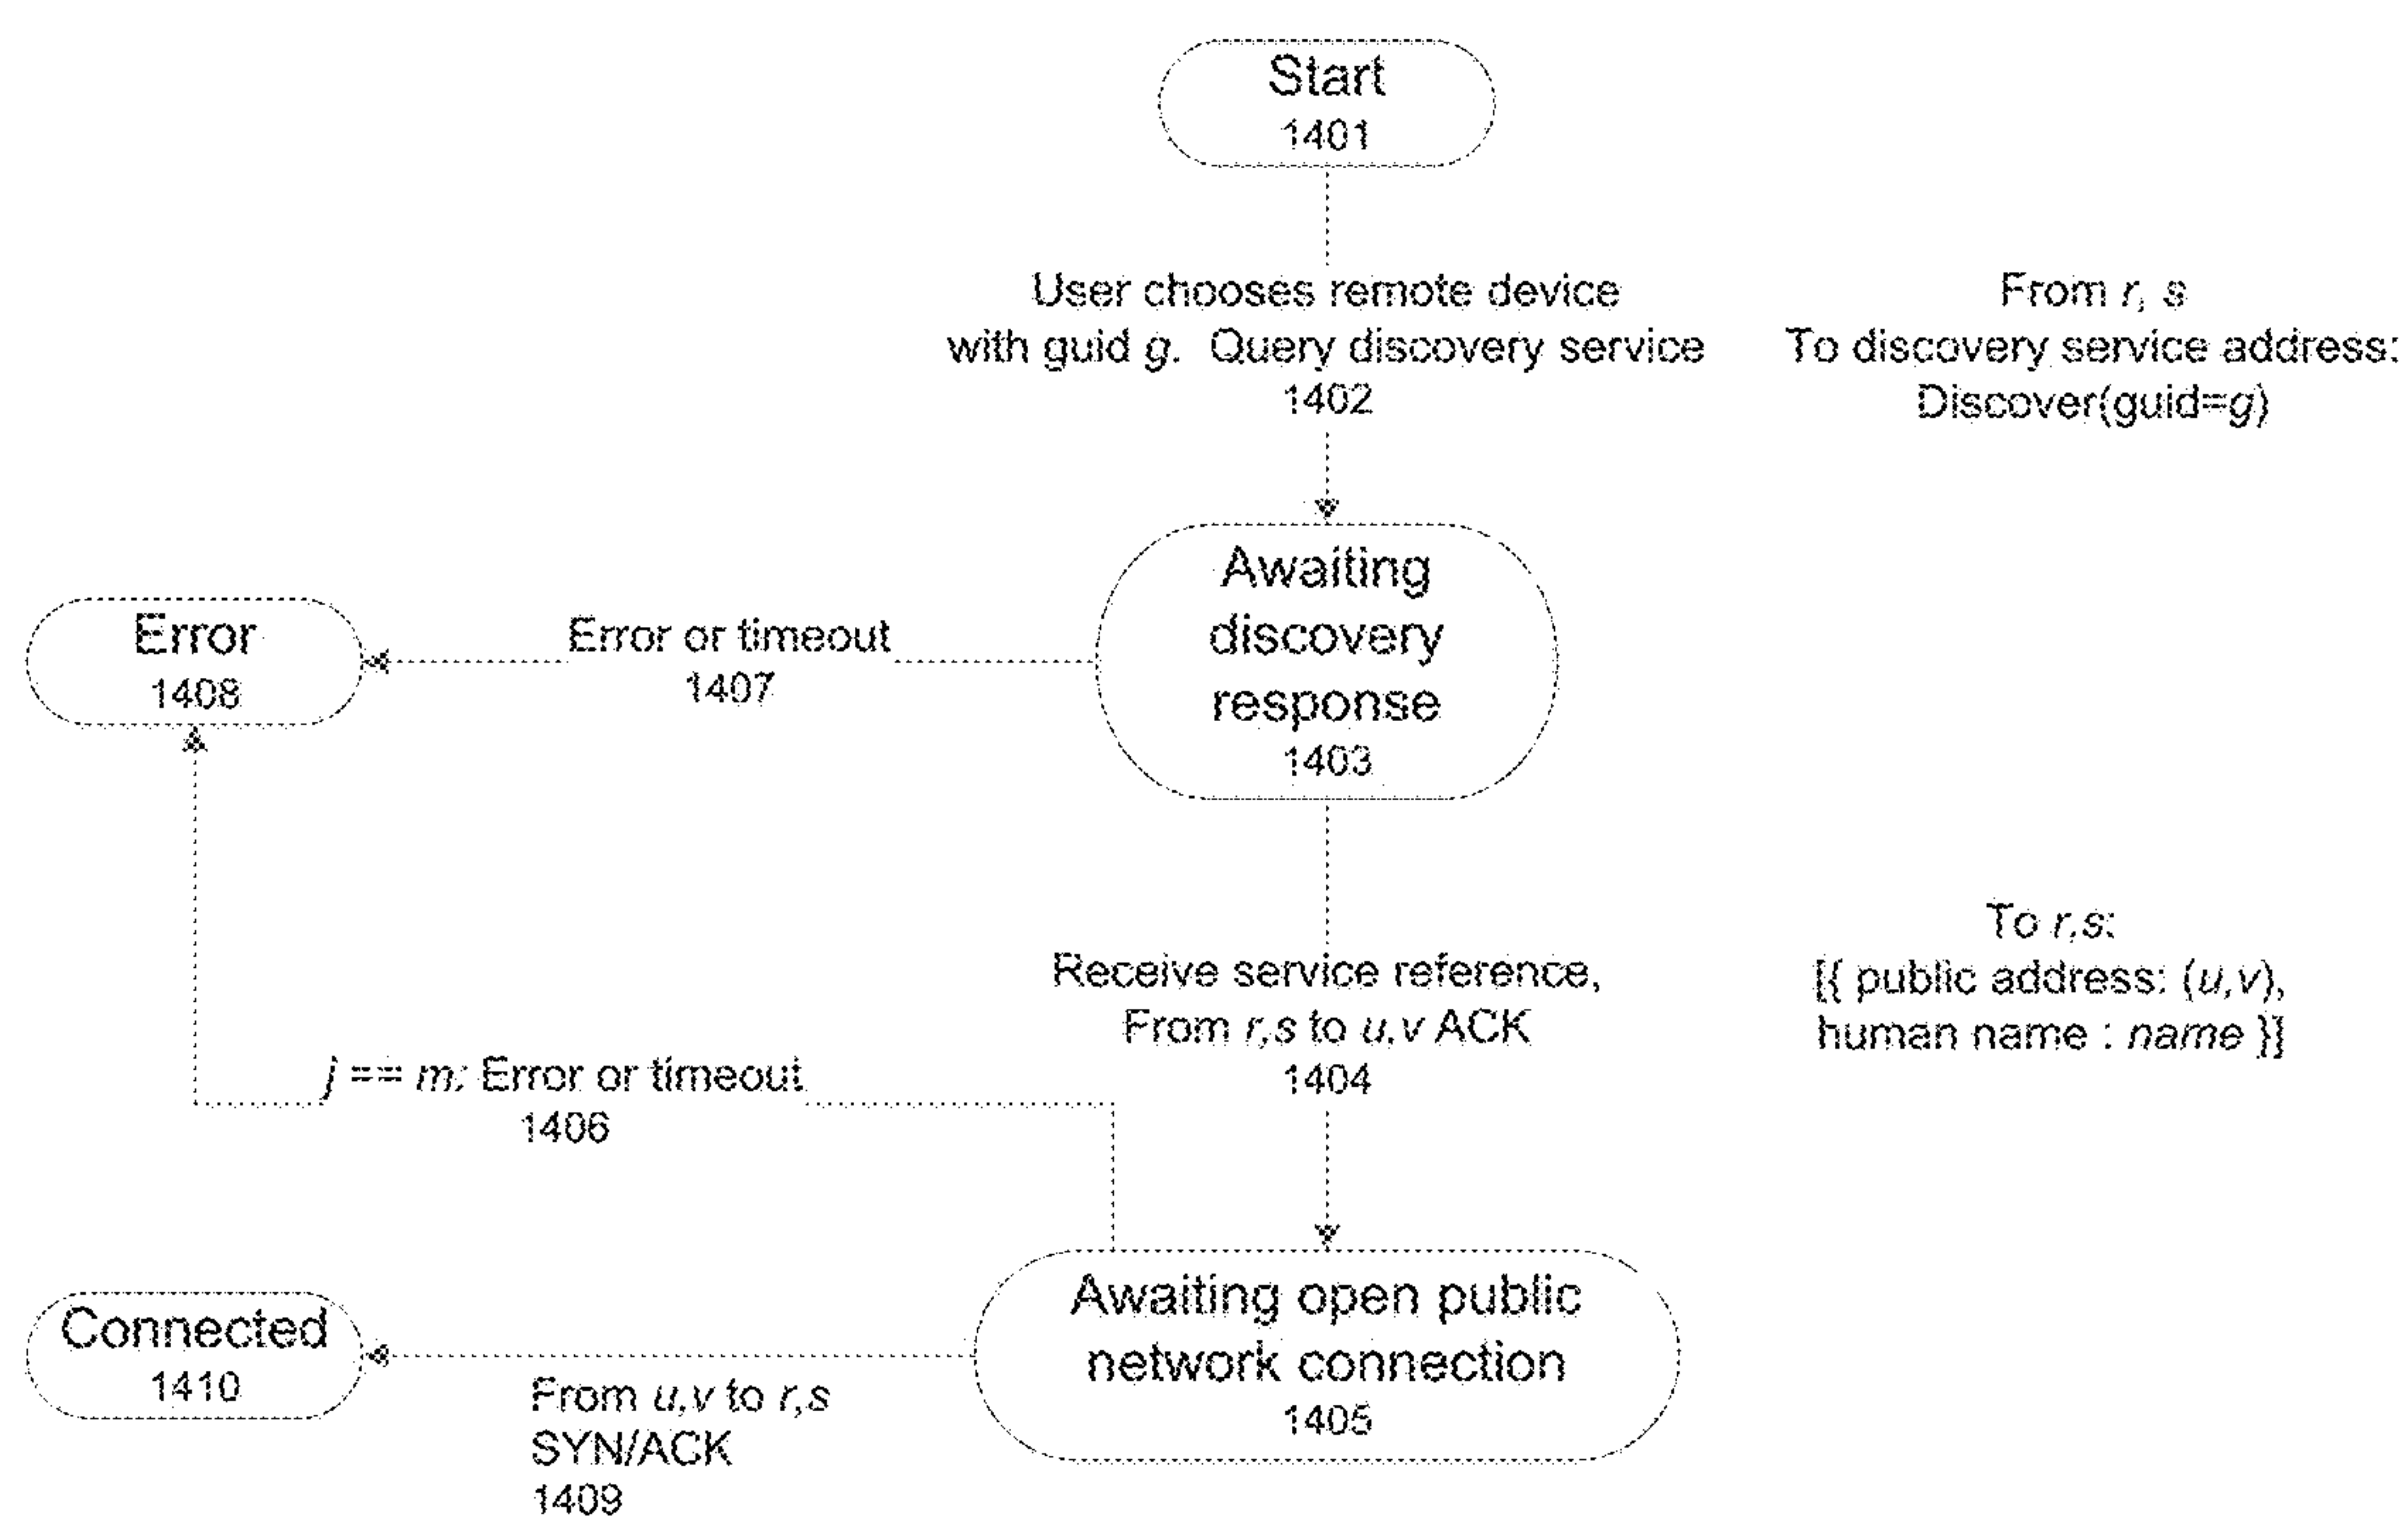 Start
1401
User chooses remote device
with guid g. Query discovery service
1402
From r, s
To discovery service address:
Discover(guid=g)
Awaiting
discovery
response
1403
Error or timeout
1407
Error
1408
Receive service reference,
From r,s to u,v ACK
1404
To r,s:
[{ public address: (u,v),
human name : name }]
j == m: Error or timeout
1406
Awaiting open public
network connection
1405
Connected
1410
From u,v to r,s
SYN/ACK
1409